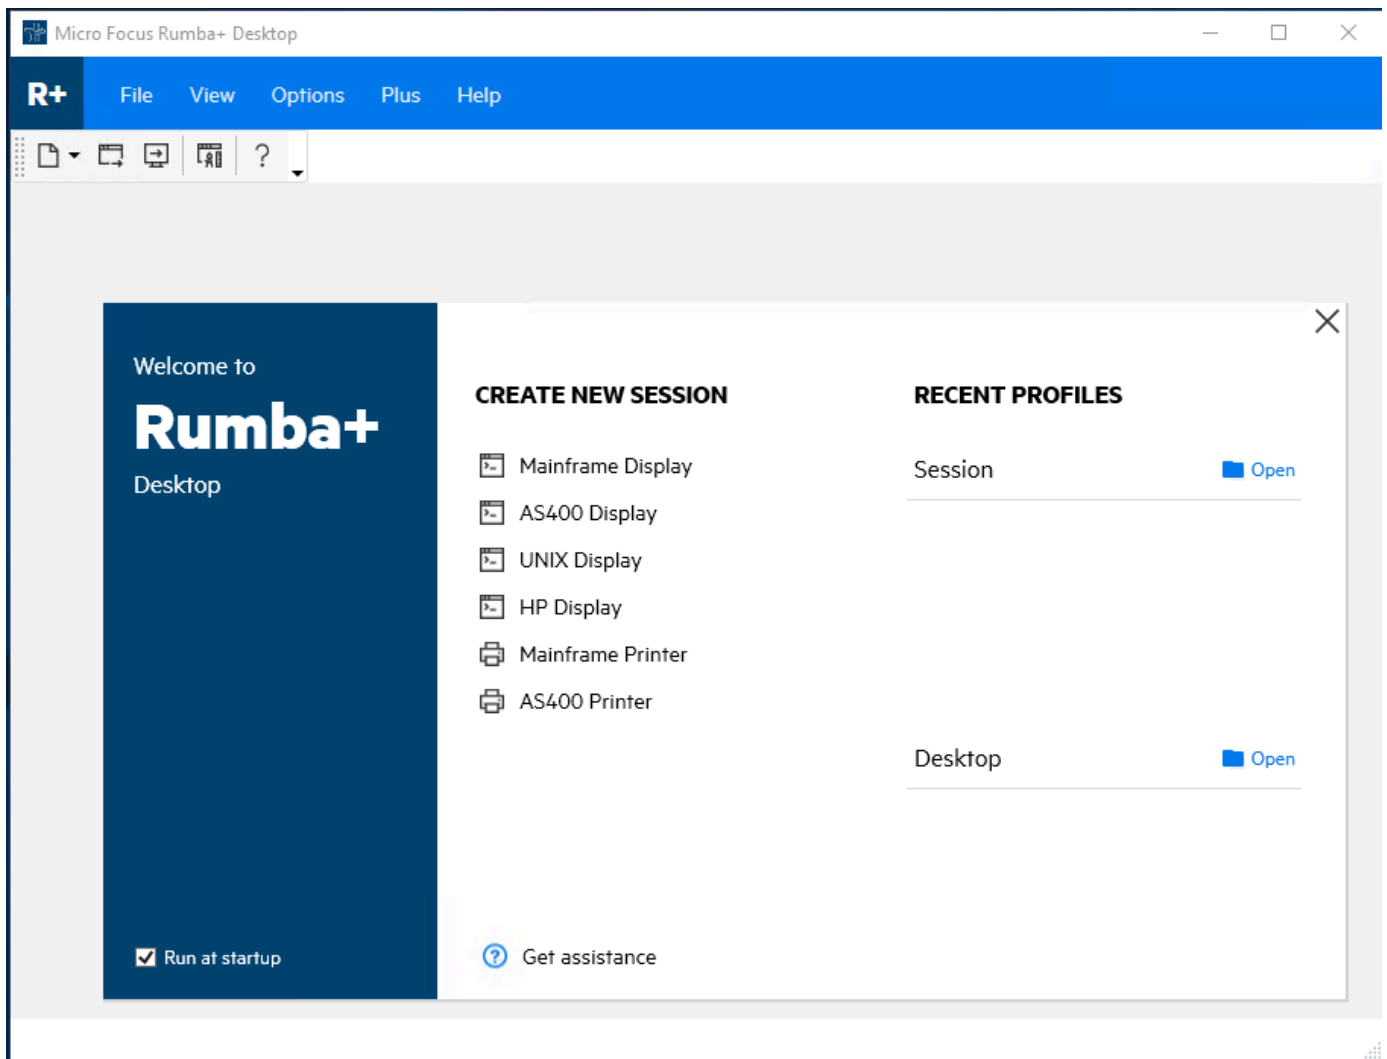 Micro Focus Rumba+ Desktop
R+ File View Options Plus Help
?
Welcome to
Rumba+
Desktop
Run at startup
CREATE NEW SESSION
Mainframe Display
AS400 Display
UNIX Display
HP Display
Mainframe Printer
AS400 Printer
? Get assistance
RECENT PROFILES
Session Open
Desktop Open